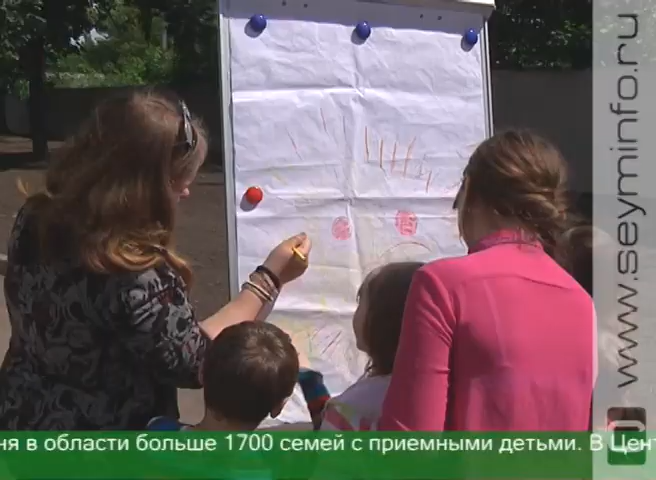 www.seyminfo.ru
ня в области больше 1700 семей с приемными детьми. В Цент